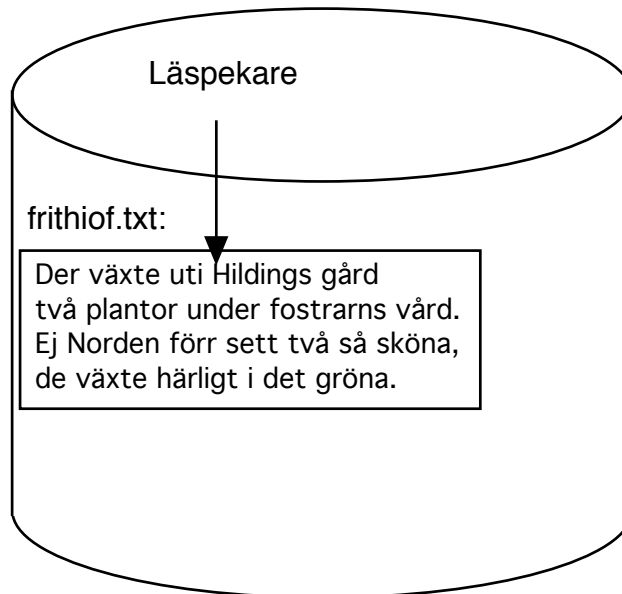 Läspekare
frithiof.txt:
Der växte uti Hildings gård
två plantor under fostrarns vård.
Ej Norden förr sett två så sköna,
de växte härligt i det gröna.